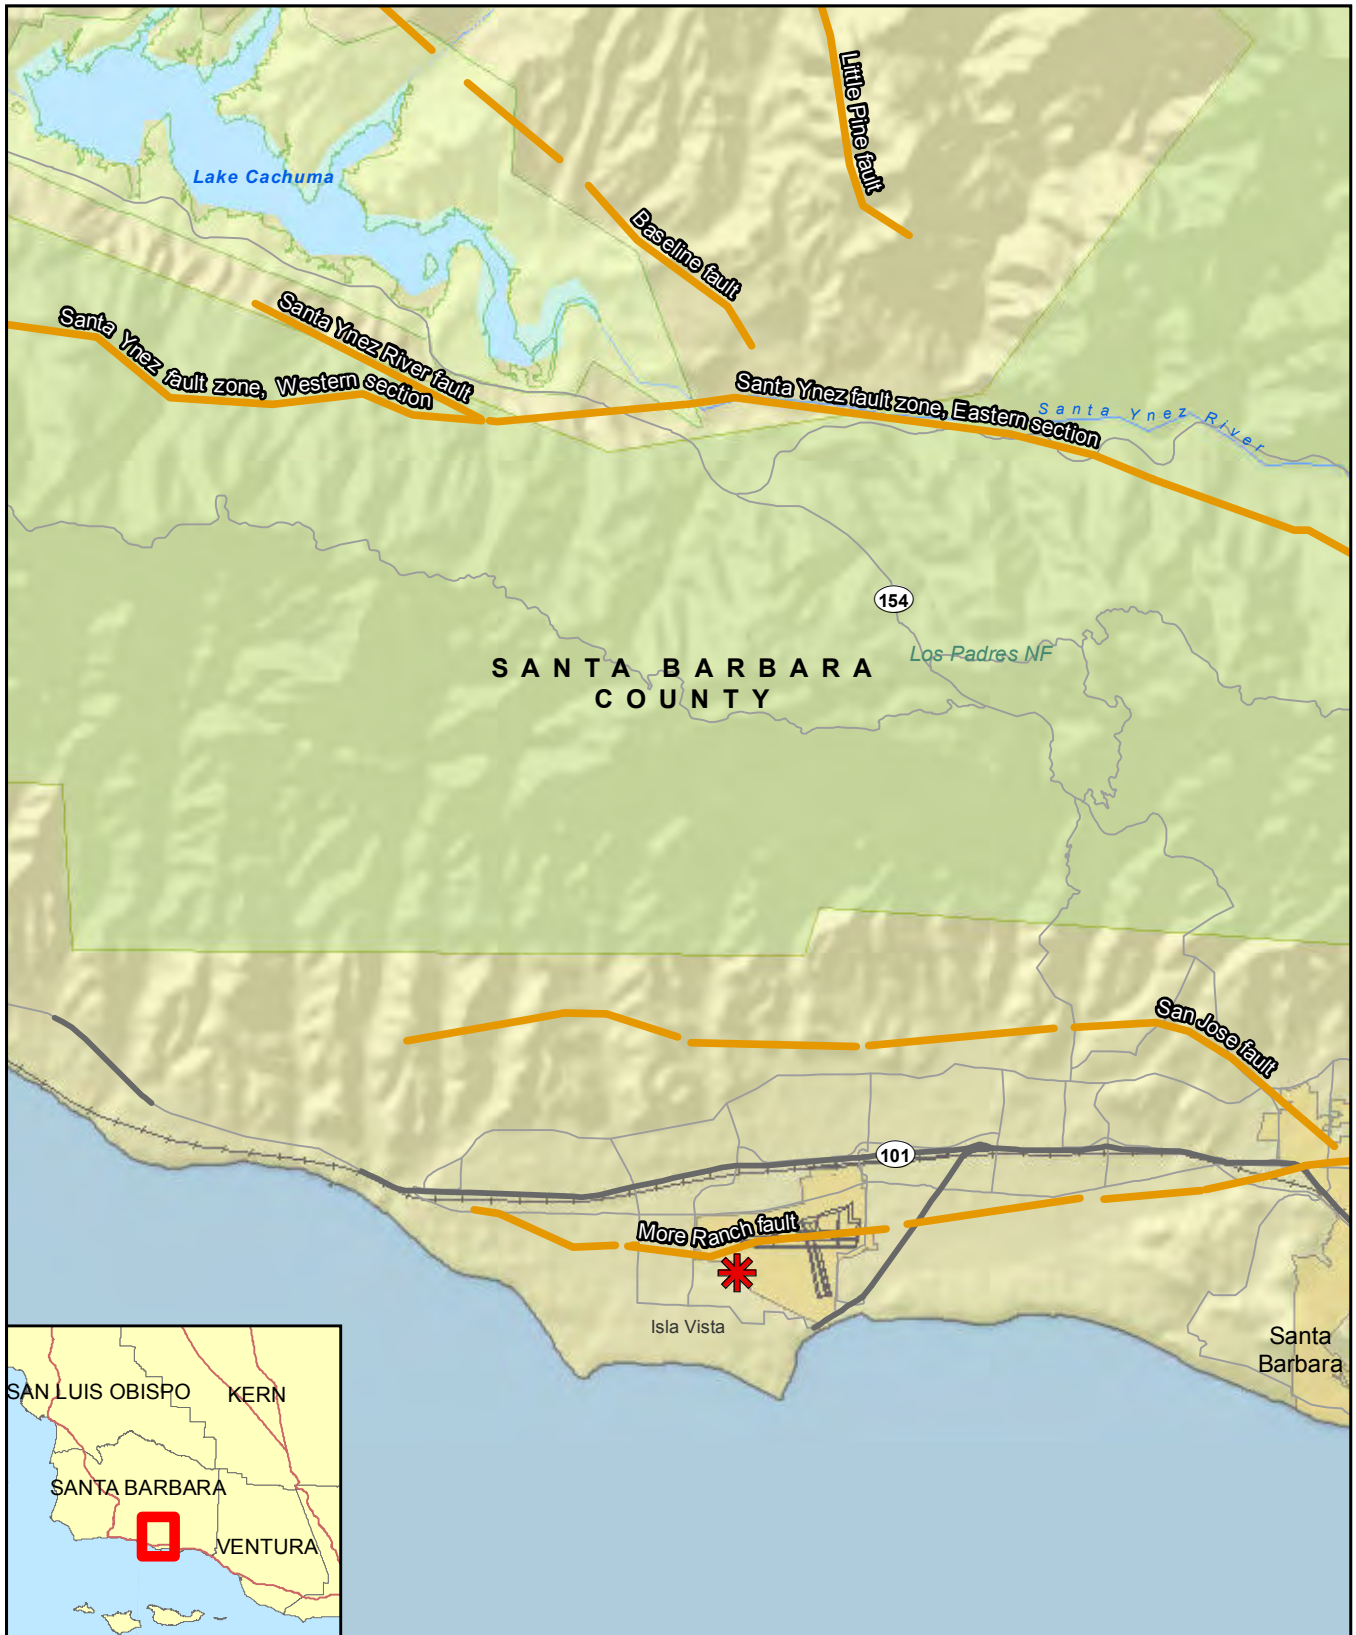 Little Pine fault
Lake Cachuma
Baseline fault
Santa Ynez River fault
Santa Ynez fault zone, Western section
Santa Ynez fault zone, Eastern section
Santa Ynez River
154
Los Padres NF
SANTA BARBARA
COUNTY
San Jose fault
101
More Ranch fault
Isla Vista
Santa
Barbara
SAN LUIS OBISPO
KERN
SANTA BARBARA
VENTURA